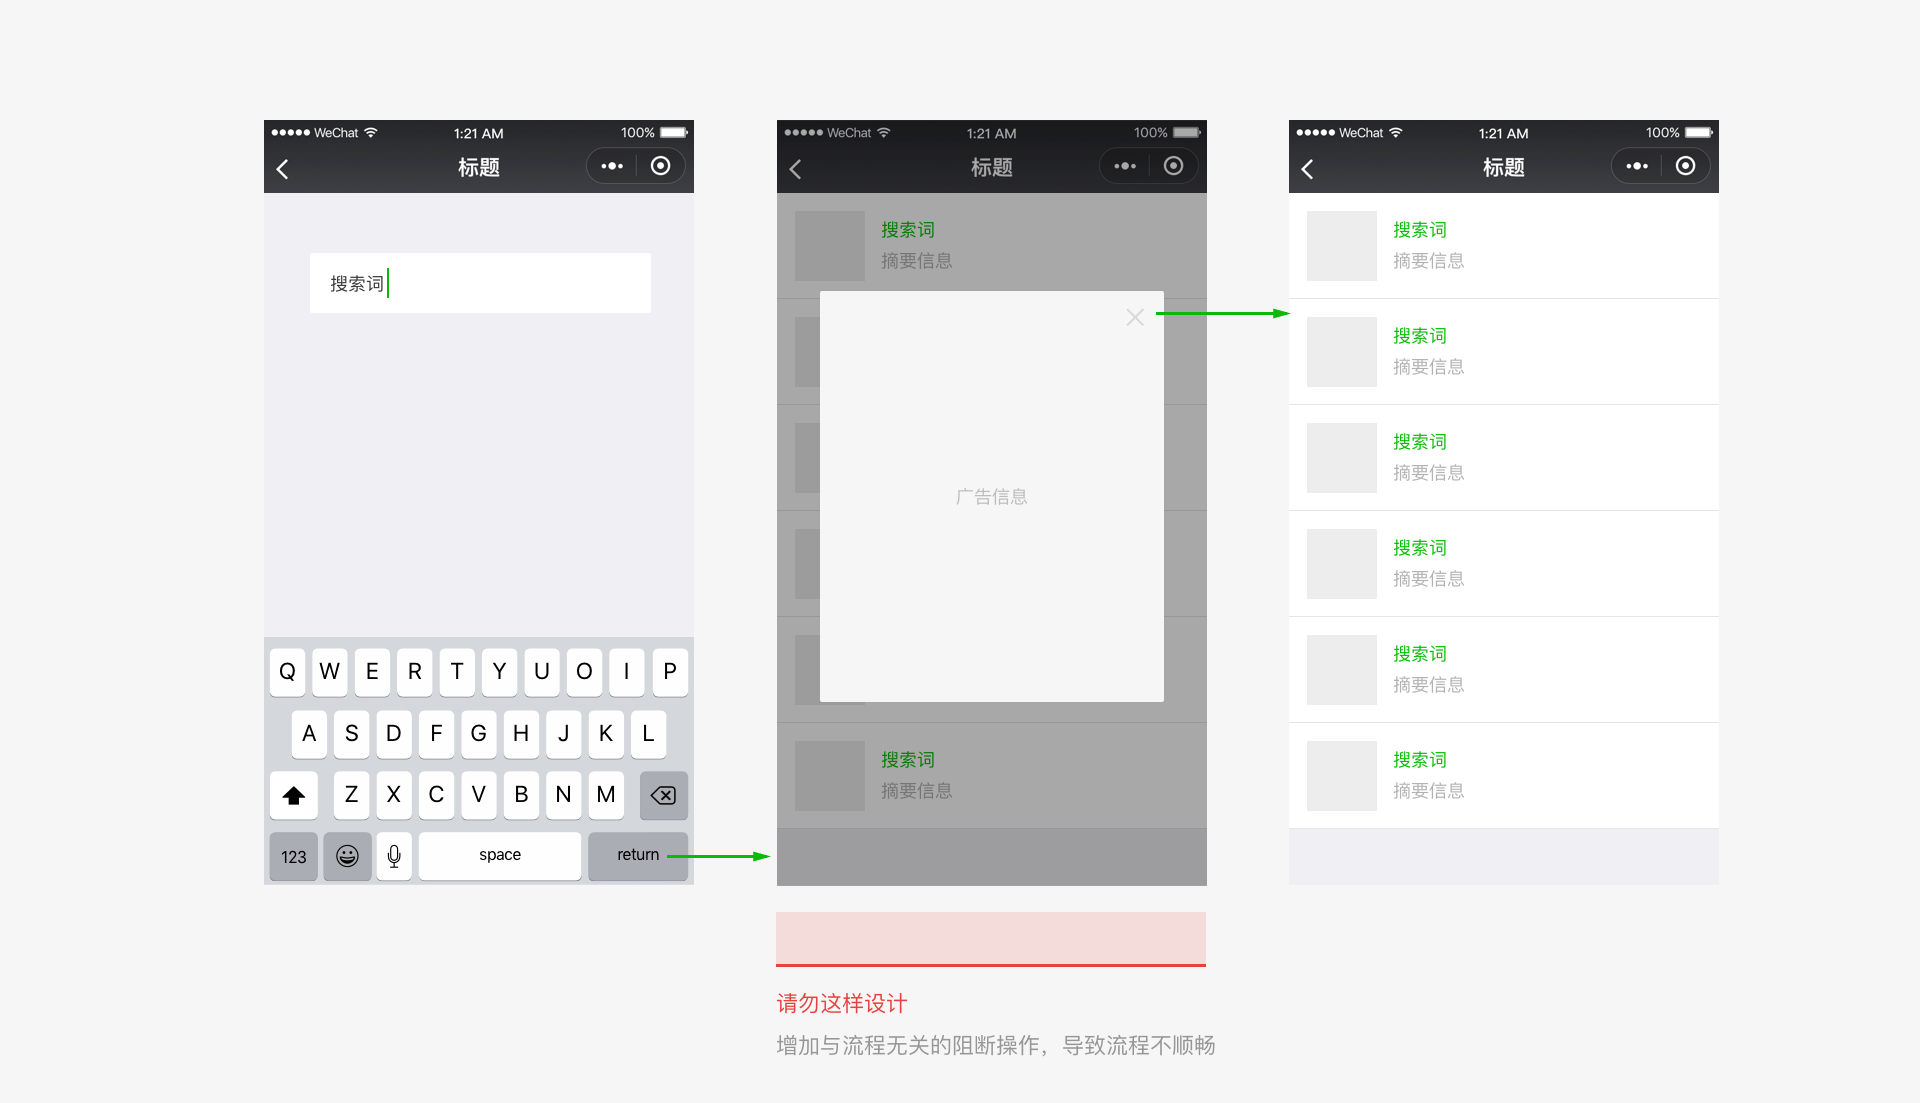 WeChat 1:21 AM 100%
标题
搜索词
Q W E R T Y U O I P
A S D F G H J K L
Z X C V B N M
123 space return
WeChat 1:21 AM 100%
标题
搜索词
摘要信息
广告信息
搜索词
摘要信息
请勿这样设计
增加与流程无关的阻断操作，导致流程不顺畅
WeChat 1:21 AM 100%
标题
搜索词
摘要信息
搜索词
摘要信息
搜索词
摘要信息
搜索词
摘要信息
搜索词
摘要信息
搜索词
摘要信息